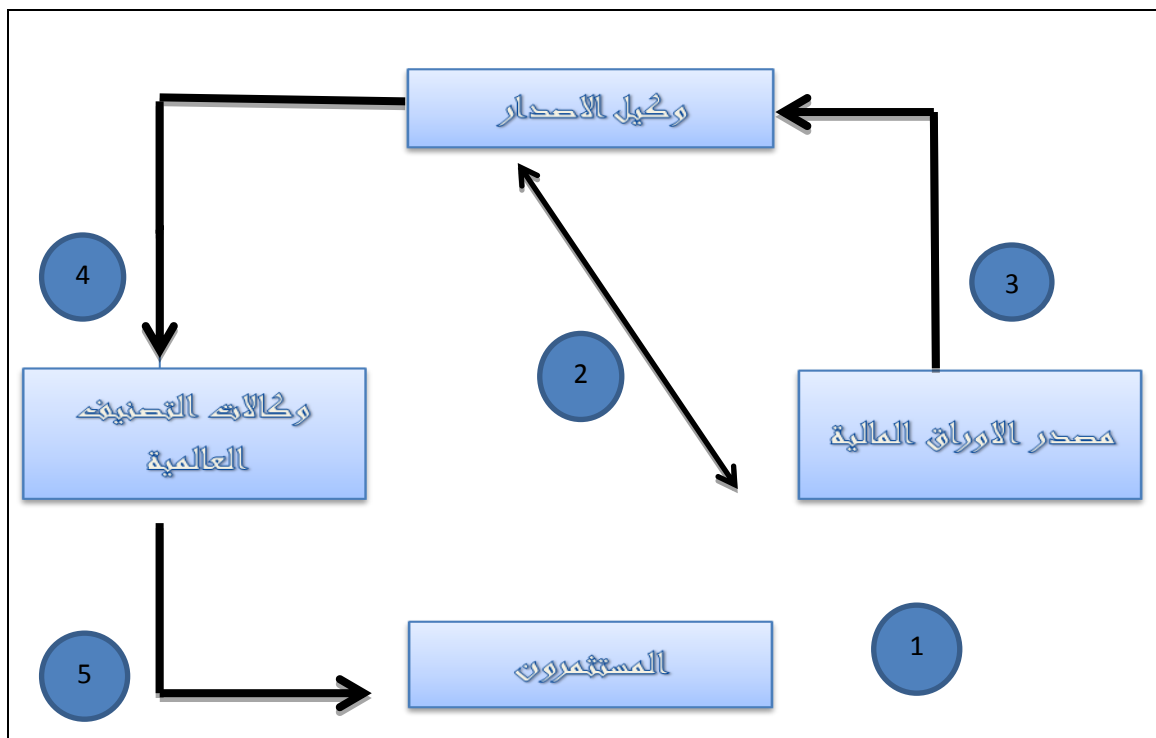 وكيل الاصدار
4
3
2
وكالات التصنيف
العالمية
مصدر الاوراق المالية
1
المستثمرون
5